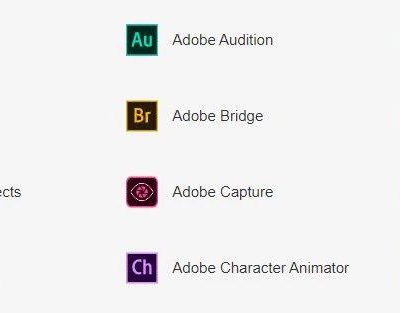 Au Adobe Audition
Br Adobe Bridge
ects Adobe Capture
Ch Adobe Character Animator